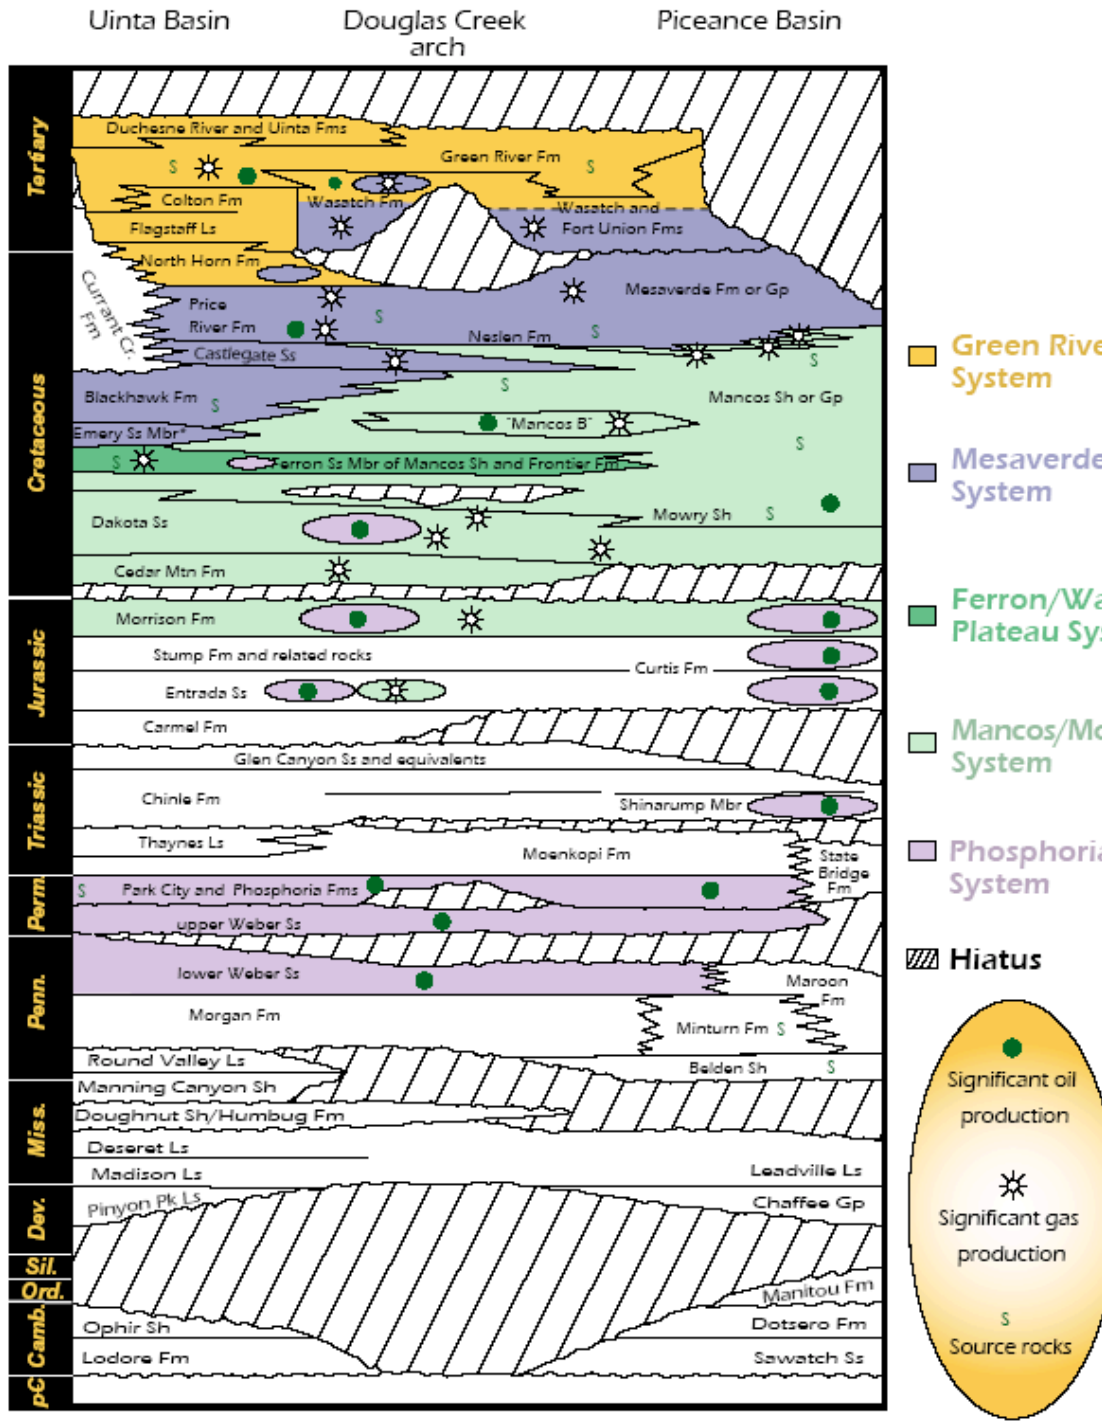 Uinta Basin
Douglas Creek
arch
Piceance Basin
Tertiary
Duchesne River and Uinta Fms
Green River Fm
S
S
Colton Fm
Wasatch Fm
Wasatch and
Flagstaff Ls
Fort Union Fms
North Horn Fm
Currant Cr.
Fm
Cretaceous
Price
River Fm
Mesaverde Fm or Gp
S
S
Neslen Fm
Castlegate Ss
S
S
Blackhawk Fm
S
Mancos Sh or Gp
"Mancos B"
Emery Ss Mbr*
S
S
Ferron Ss Mbr of Mancos Sh and Frontier Fm
Dakota Ss
Mowry Sh
S
Cedar Mtn Fm
Jurassic
Morrison Fm
Stump Fm and related rocks
Curtis Fm
Entrada Ss
Carmel Fm
Triassic
Glen Canyon Ss and equivalents
Chinle Fm
Shinarump Mbr
Thaynes Ls
Moenkopi Fm
State
Bridge
Fm
Perm.
S
Park City and Phosphoria Fms
upper Weber Ss
Penn.
lower Weber Ss
Maroon
Fm
Morgan Fm
Minturn Fm
S
Round Valley Ls
Belden Sh
S
Miss.
Manning Canyon Sh
Doughnut Sh/Humbug Fm
Deseret Ls
Madison Ls
Leadville Ls
Dev.
Pinyon Pk Ls
Chaffee Gp
Sil.
Ord.
Manitou Fm
Camb.
Ophir Sh
Dotsero Fm
Lodore Fm
Sawatch Ss
p€
Green Rive
System
Mesaverde
System
Ferron/Wa
Plateau Sys
Mancos/Mo
System
Phosphoria
System
Hiatus
Significant oil
production
Significant gas
production
S
Source rocks